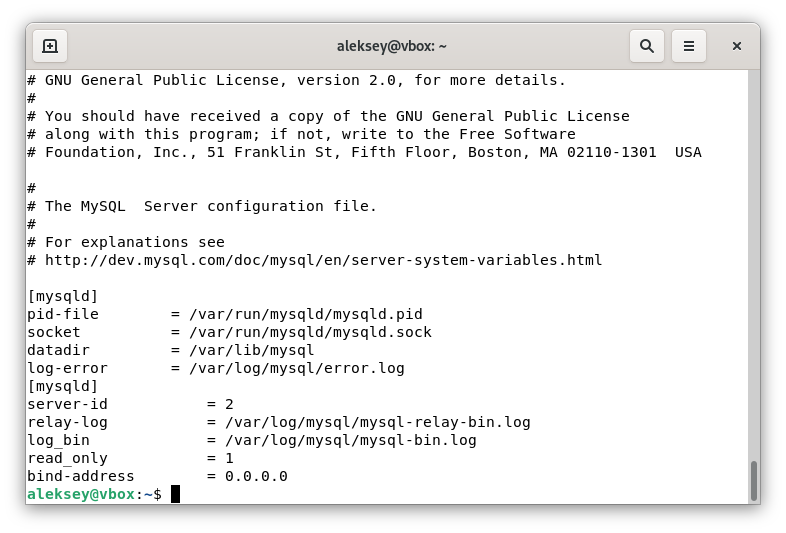 aleksey@vbox: ~
# GNU General Public License, version 2.0, for more details.
#
# You should have received a copy of the GNU General Public License
# along with this program; if not, write to the Free Software
# Foundation, Inc., 51 Franklin St, Fifth Floor, Boston, MA 02110-1301  USA

#
# The MySQL  Server configuration file.
#
# For explanations see
# http://dev.mysql.com/doc/mysql/en/server-system-variables.html

[mysqld]
pid-file        = /var/run/mysqld/mysqld.pid
socket          = /var/run/mysqld/mysqld.sock
datadir         = /var/lib/mysql
log-error       = /var/log/mysql/error.log
[mysqld]
server-id           = 2
relay-log           = /var/log/mysql/mysql-relay-bin.log
log_bin             = /var/log/mysql/mysql-bin.log
read_only           = 1
bind-address        = 0.0.0.0
aleksey@vbox:~$